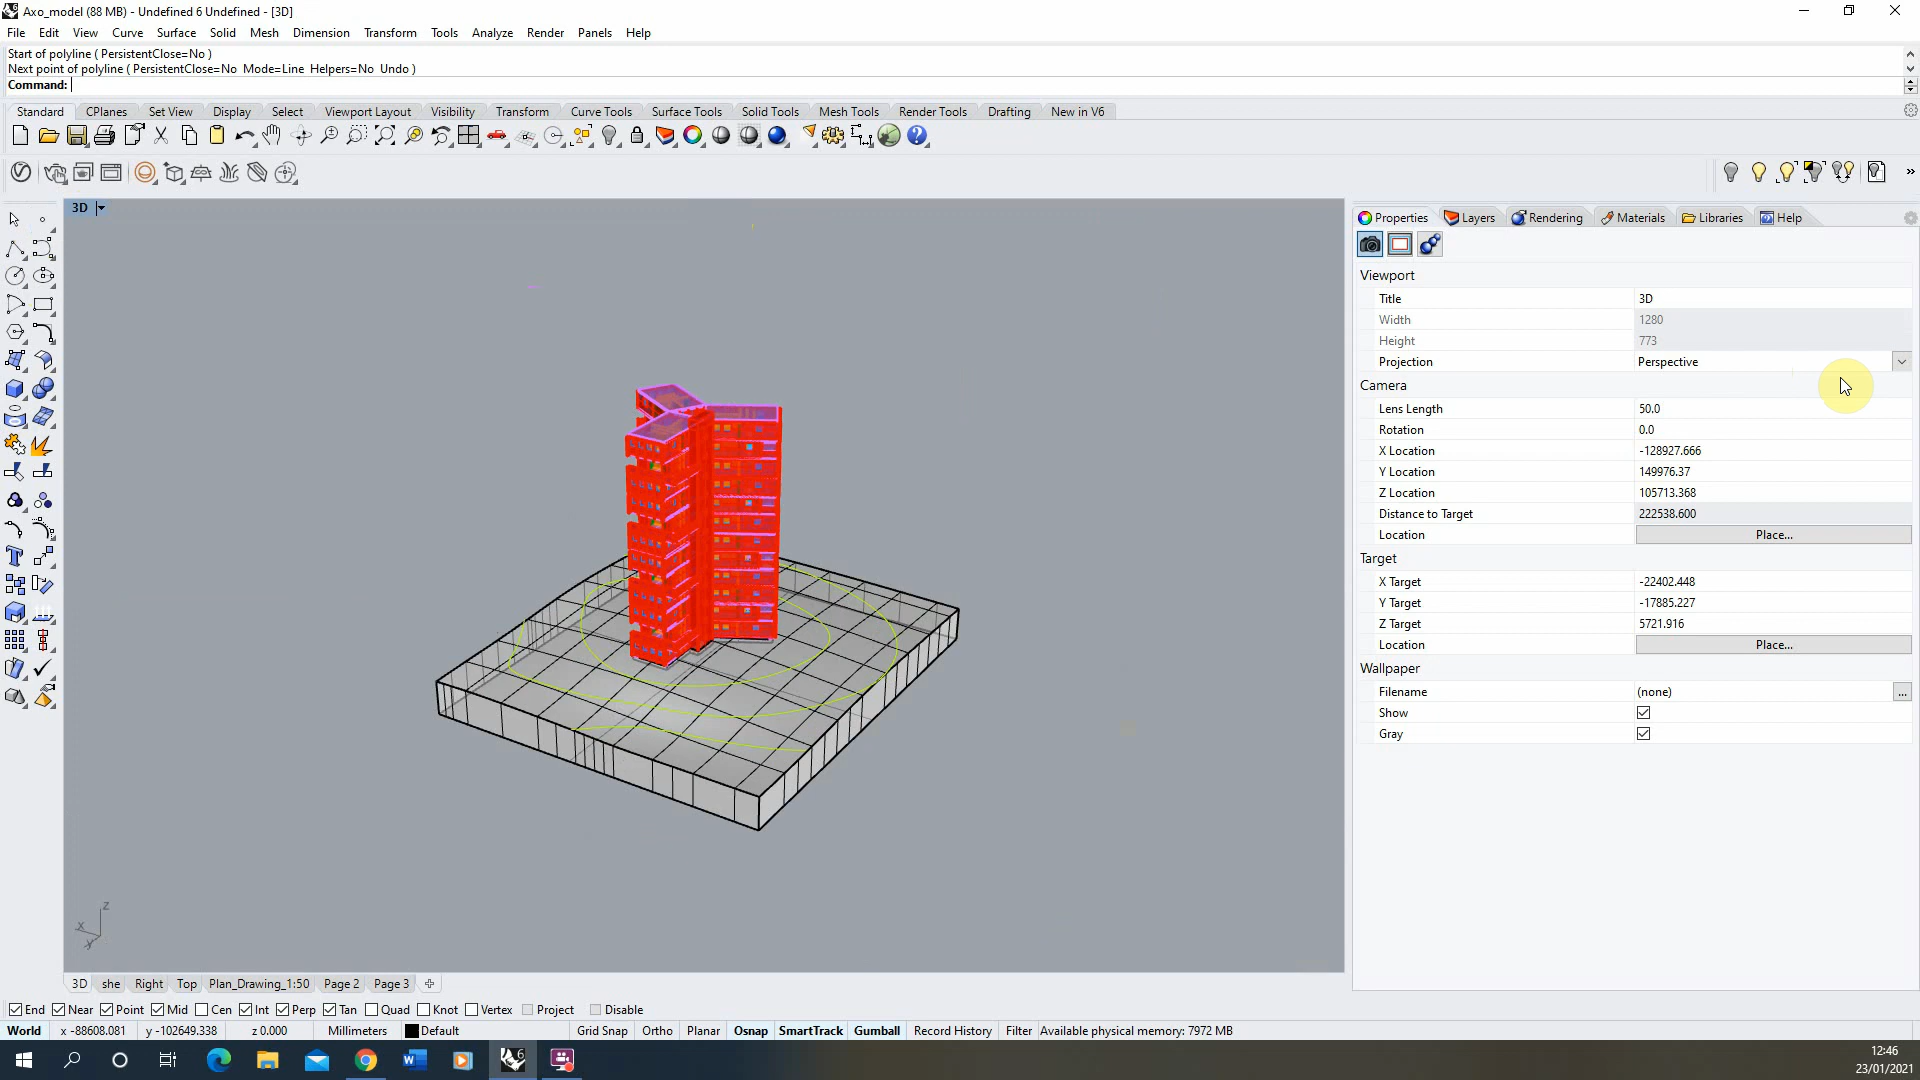 Axo_model (88 MB) - Undefined 6 Undefined - [3D]
File Edit View Curve Surface Solid Mesh Dimension Transform Tools Analyze Render Panels Help
Start of polyline ( PersistentClose=No )
Next point of polyline ( PersistentClose=No Mode=Line Helpers=No Undo )
Command:
Standard CPlanes Set View Display Select Viewport Layout Visibility Transform Curve Tools Surface Tools Solid Tools Mesh Tools Render Tools Drafting New in V6
3D
Properties Layers Rendering Materials Libraries Help
Viewport
Title 3D
Width 1280
Height 773
Projection Perspective
Camera
Lens Length 50.0
Rotation 0.0
X Location -128927.666
Y Location 149976.37
Z Location 105713.368
Distance to Target 222538.600
Location Place...
Target
X Target -22402.448
Y Target -17885.227
Z Target 5721.916
Location Place...
Wallpaper
Filename (none) ...
Show
Gray
z
x
y
3D she Right Top Plan_Drawing_1:50 Page 2 Page 3
End Near Point Mid Cen Int Perp Tan Quad Knot Vertex Project Disable
World x -88608.081 y -102649.338 z 0.000 Millimeters Default Grid Snap Ortho Planar Osnap SmartTrack Gumball Record History Filter Available physical memory: 7972 MB
12:46
23/01/2021